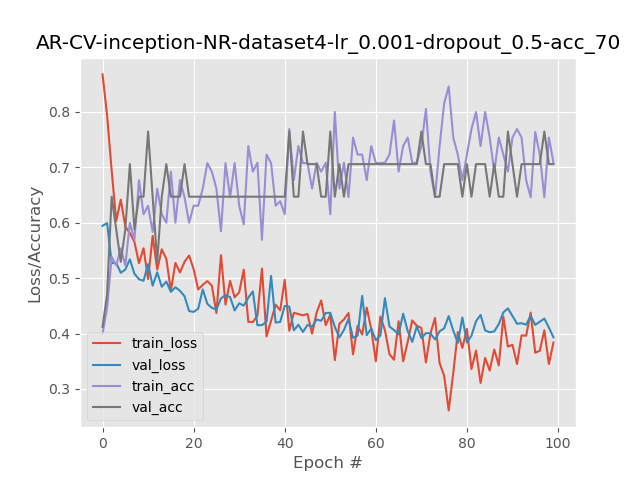 AR-CV-inception-NR-dataset4-lr_0.001-dropout_0.5-acc_70
Loss/Accuracy
0.8
0.7
0.6
0.5
0.4
0.3
train_loss
val_loss
train_acc
val_acc
0 20 40 60 80 100
Epoch #